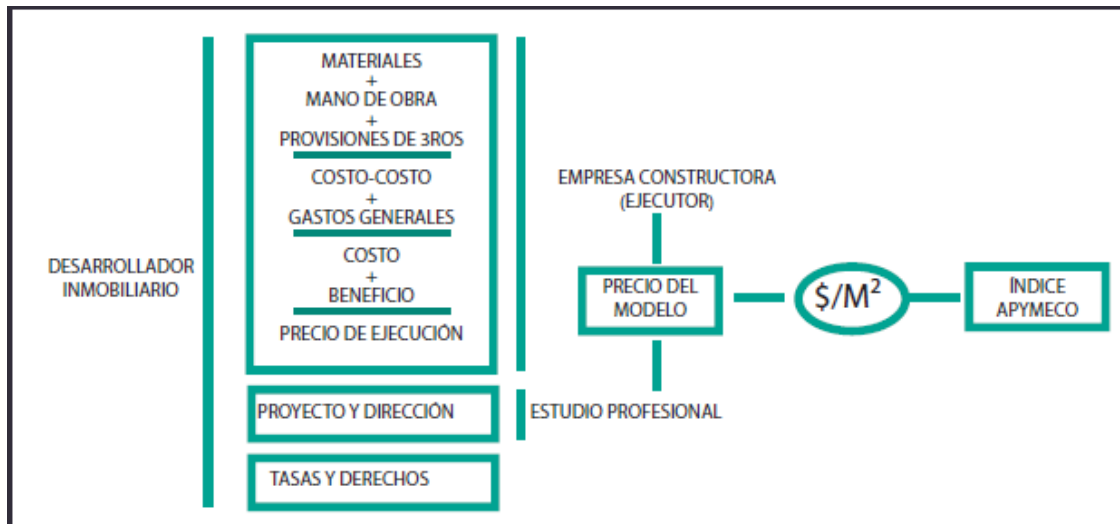 DESARROLLADOR
INMOBILIARIO
MATERIALES
+
MANO DE OBRA
+
PROVISIONES DE 3ROS
COSTO-COSTO
+
GASTOS GENERALES
COSTO
+
BENEFICIO
PRECIO DE EJECUCIÓN
PROYECTO Y DIRECCIÓN
TASAS Y DERECHOS
EMPRESA CONSTRUCTORA
(EJECUTOR)
PRECIO DEL
MODELO
ESTUDIO PROFESIONAL
$/M²
ÍNDICE
APYMECO